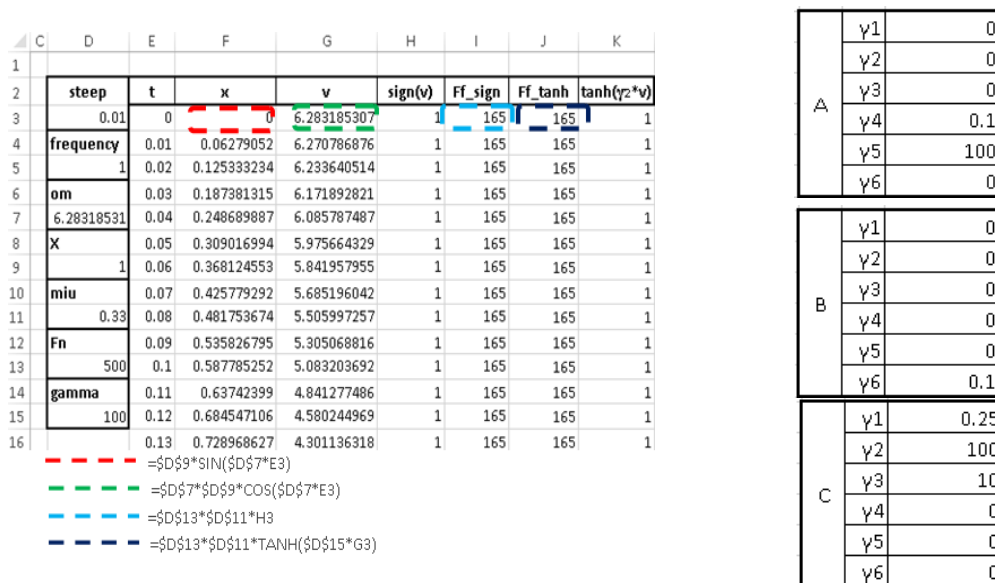 C D E F G H I J K
1
2 steep t x v sign(v) Ff_sign Ff_tanh tanh(γ2*v)
3 0.01 0 0 6.283185307 1 165 165 1
4 frequency 0.01 0.06279052 6.270786876 1 165 165 1
5 1 0.02 0.125333234 6.233640514 1 165 165 1
6 om 0.03 0.187381315 6.171892821 1 165 165 1
7 6.28318531 0.04 0.248689887 6.085787487 1 165 165 1
8 X 0.05 0.309016994 5.975664329 1 165 165 1
9 1 0.06 0.368124553 5.841957955 1 165 165 1
10 miu 0.07 0.425779292 5.685196042 1 165 165 1
11 0.33 0.08 0.481753674 5.505997257 1 165 165 1
12 Fn 0.09 0.535826795 5.305068816 1 165 165 1
13 500 0.1 0.587785252 5.083203692 1 165 165 1
14 gamma 0.11 0.63742399 4.841277486 1 165 165 1
15 100 0.12 0.684547106 4.580244969 1 165 165 1
16 0.13 0.728968627 4.301136318 1 165 165 1
=$D$9*SIN($D$7*E3)
=$D$7*$D$9*COS($D$7*E3)
=$D$13*$D$11*H3
=$D$13*$D$11*TANH($D$15*G3)
A
γ1 0
γ2 0
γ3 0
γ4 0.1
γ5 100
γ6 0
B
γ1 0
γ2 0
γ3 0
γ4 0
γ5 0
γ6 0.1
C
γ1 0.25
γ2 100
γ3 10
γ4 0
γ5 0
γ6 0